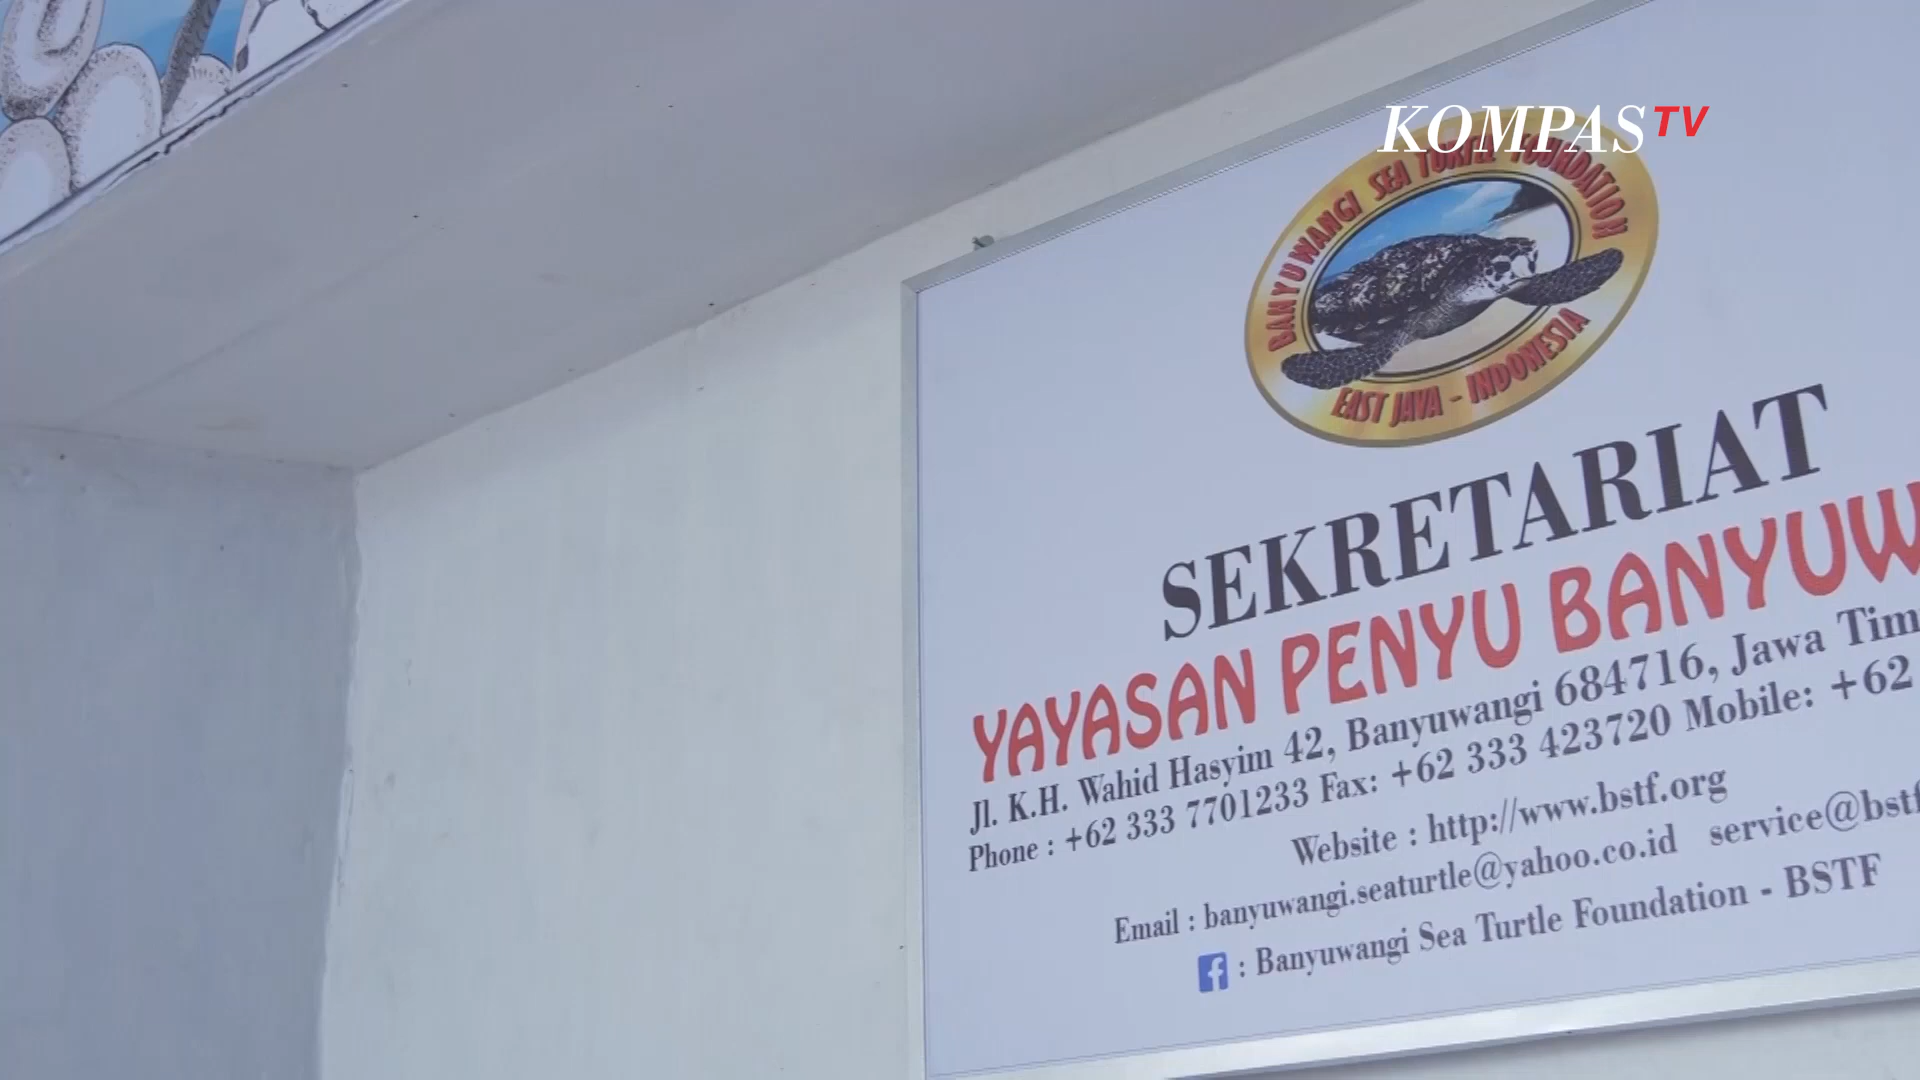 KOMPAS TV
BANYUWANGI SEA TURTLE FOUNDATION
EAST JAVA - INDONESIA
SEKRETARIAT
YAYASAN PENYU BANYUW
Jl. K.H. Wahid Hasyim 42, Banyuwangi 684716, Jawa Tim
Phone : +62 333 7701233 Fax: +62 333 423720 Mobile: +62
Website : http://www.bstf.org
Email : banyuwangi.seaturtle@yahoo.co.id service@bstf
: Banyuwangi Sea Turtle Foundation - BSTF